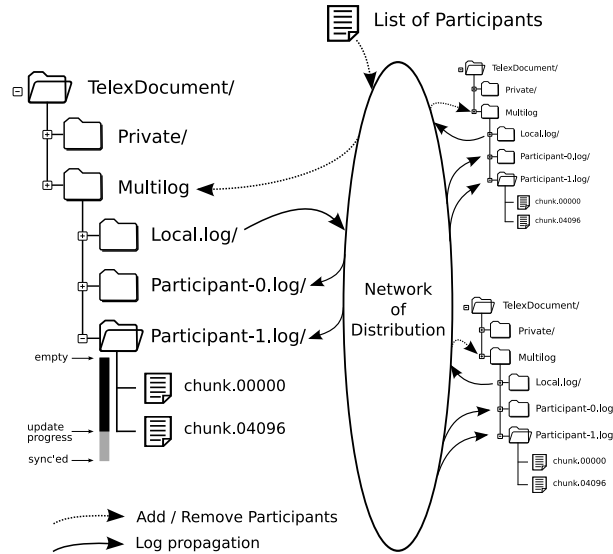 List of Participants
TelexDocument/
Private/
Multilog
Local.log/
Participant-0.log/
Participant-1.log/
chunk.00000
chunk.04096
empty
update
progress
sync'ed
Network
of
Distribution
TelexDocument/
Private/
Multilog
Local.log/
Participant-0.log/
Participant-1.log/
chunk.00000
chunk.04096
TelexDocument/
Private/
Multilog
Local.log/
Participant-0.log
Participant-1.log
chunk.00000
chunk.04096
Add / Remove Participants
Log propagation